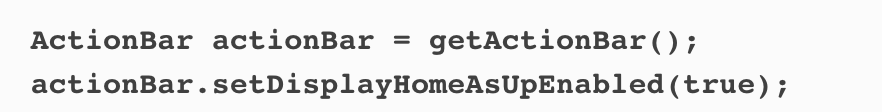 ActionBar actionBar = getActionBar();
actionBar.setDisplayHomeAsUpEnabled(true);